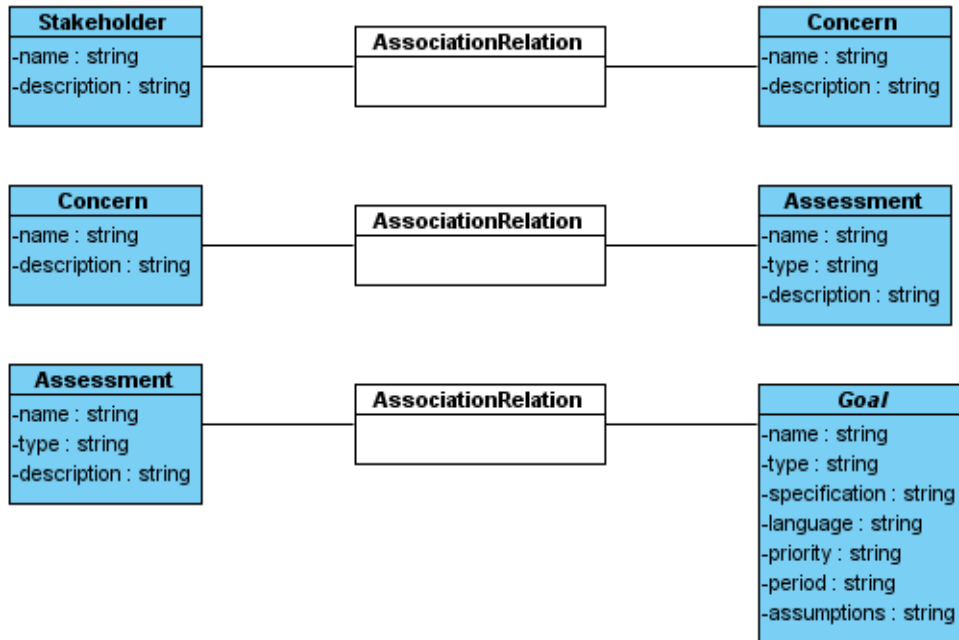 Stakeholder
-name : string
-description : string
AssociationRelation
Concern
-name : string
-description : string
Concern
-name : string
-description : string
AssociationRelation
Assessment
-name : string
-type : string
-description : string
Assessment
-name : string
-type : string
-description : string
AssociationRelation
Goal
-name : string
-type : string
-specification : string
-language : string
-priority : string
-period : string
-assumptions : string